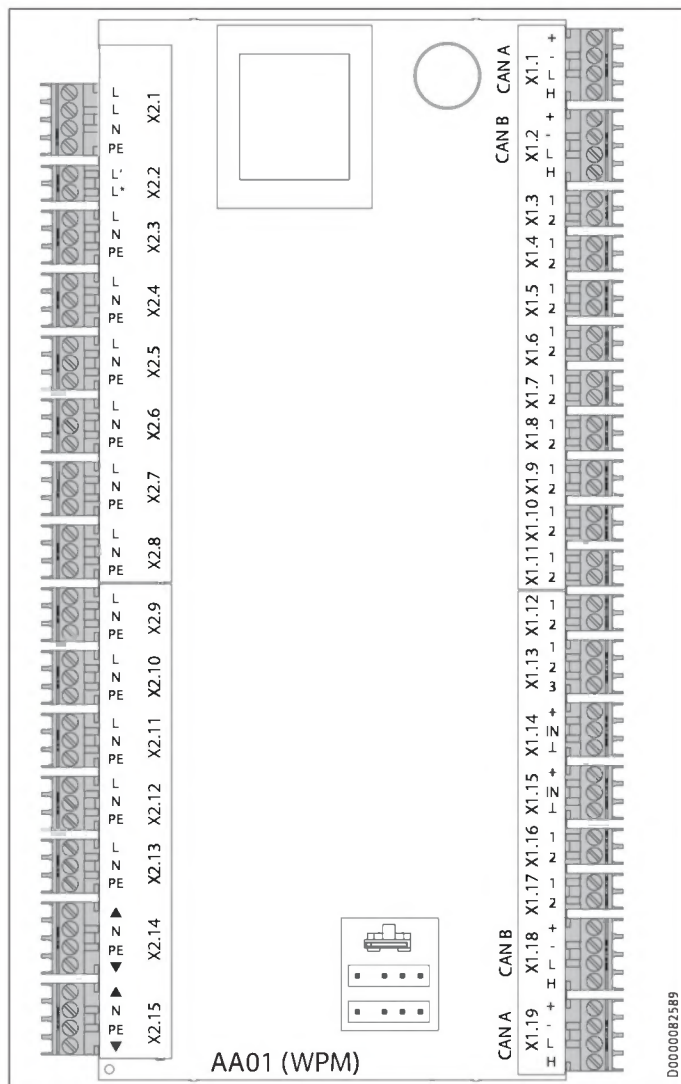 L
L
N
PE
X2.1
L'
L*
X2.2
L
N
PE
X2.3
L
N
PE
X2.4
L
N
PE
X2.5
L
N
PE
X2.6
L
N
PE
X2.7
L
N
PE
X2.8
L
N
PE
X2.9
L
N
PE
X2.10
L
N
PE
X2.11
L
N
PE
X2.12
L
N
PE
X2.13
▲
N
PE
▼
X2.14
▲
N
PE
▼
X2.15
CAN A
X1.1
+
-
L
H
CAN B
X1.2
+
-
L
H
X1.3
1
2
X1.4
1
2
X1.5
1
2
X1.6
1
2
X1.7
1
2
X1.8
1
2
X1.9
1
2
X1.10
1
2
X1.11
1
2
X1.12
1
2
X1.13
1
2
3
X1.14
+
IN
⊥
X1.15
+
IN
⊥
X1.16
1
2
X1.17
1
2
CAN B
X1.18
+
-
L
H
CAN A
X1.19
+
-
L
H
AA01 (WPM)
D0000082589